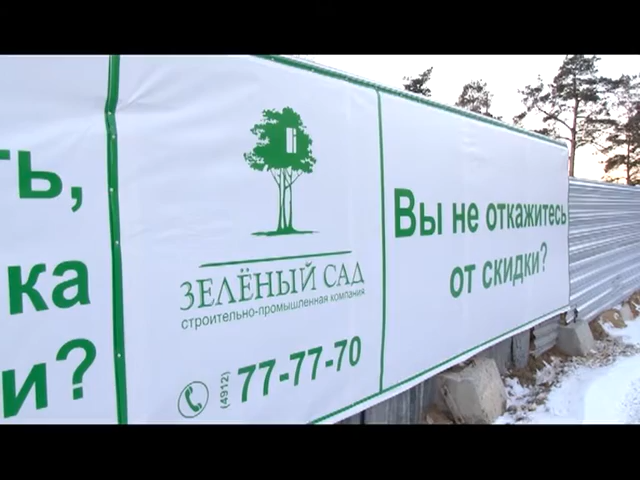 ть,
ка
и?
ЗЕЛЁНЫЙ САД
строительно-промышленная компания
(4912) 77-77-70
Вы не откажитесь
от скидки?